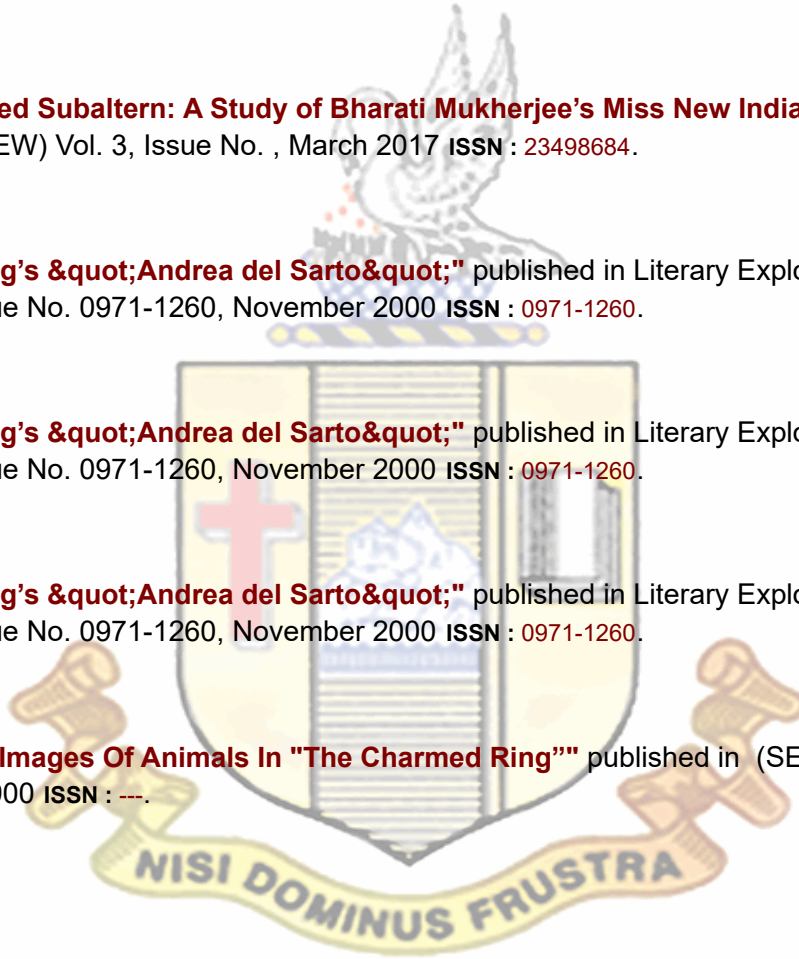 ed Subaltern: A Study of Bharati Mukherjee’s Miss New India
EW) Vol. 3, Issue No. , March 2017 ISSN : 23498684.
g’s &quot;Andrea del Sarto&quot;" published in Literary Explo
ue No. 0971-1260, November 2000 ISSN : 0971-1260.
g’s &quot;Andrea del Sarto&quot;" published in Literary Explo
ue No. 0971-1260, November 2000 ISSN : 0971-1260.
g’s &quot;Andrea del Sarto&quot;" published in Literary Explo
ue No. 0971-1260, November 2000 ISSN : 0971-1260.
Images Of Animals In "The Charmed Ring”" published in (SE
000 ISSN : ---.
NISI DOMINUS FRUSTRA